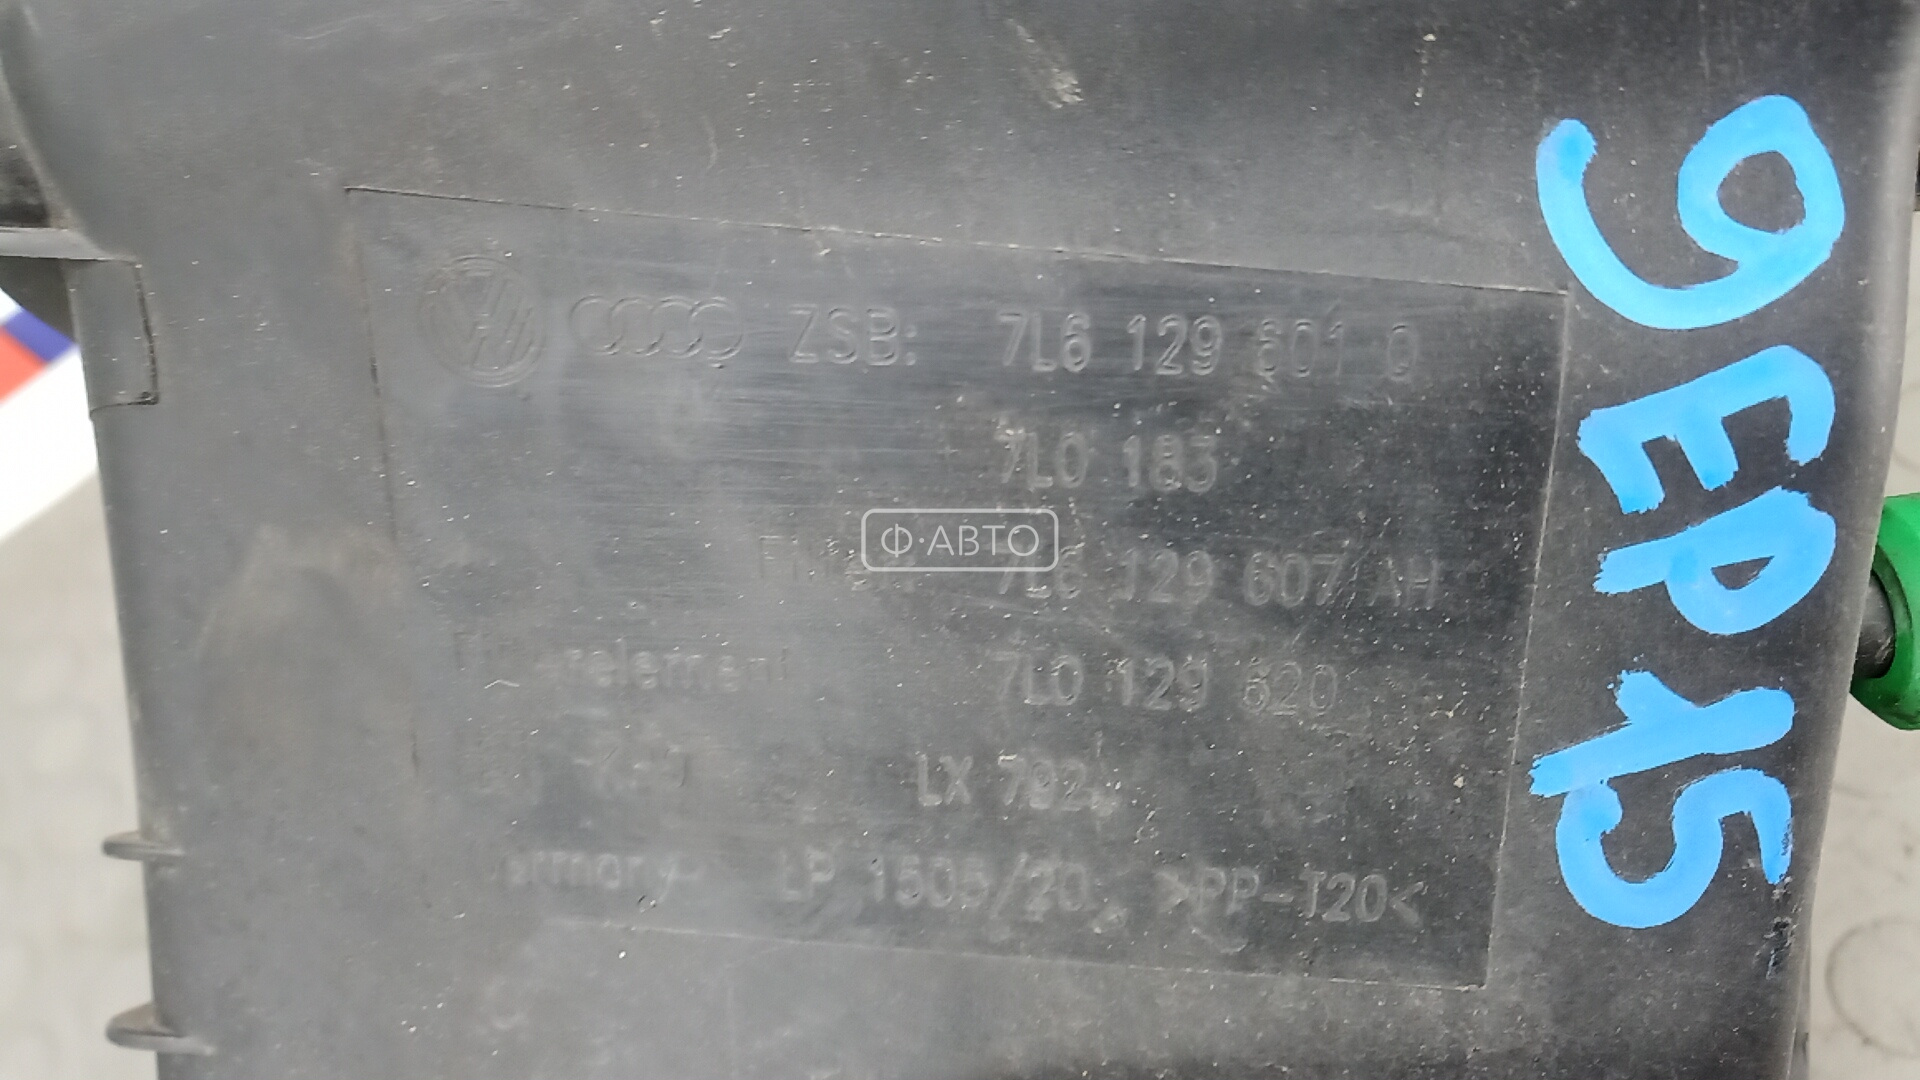 ZSB: 7L6 129 601 Q
7L0 183
7L6 129 607 AH
7L0 129 620
LX 792
LP 1505/20 >PP-T20<
Ф·АВТО
9EP15